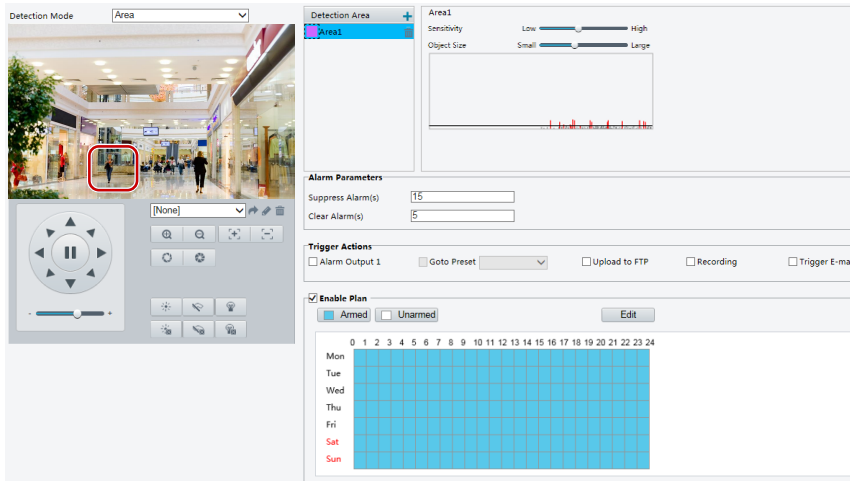 Detection Mode
Area
[None]
- +
Detection Area +
Area1
Area1
Sensitivity Low High
Object Size Small Large
Alarm Parameters
Suppress Alarm(s) 15
Clear Alarm(s) 5
Trigger Actions
Alarm Output 1 Goto Preset Upload to FTP Recording Trigger E-ma
Enable Plan
Armed Unarmed Edit
0 1 2 3 4 5 6 7 8 9 10 11 12 13 14 15 16 17 18 19 20 21 22 23 24
Mon
Tue
Wed
Thu
Fri
Sat
Sun